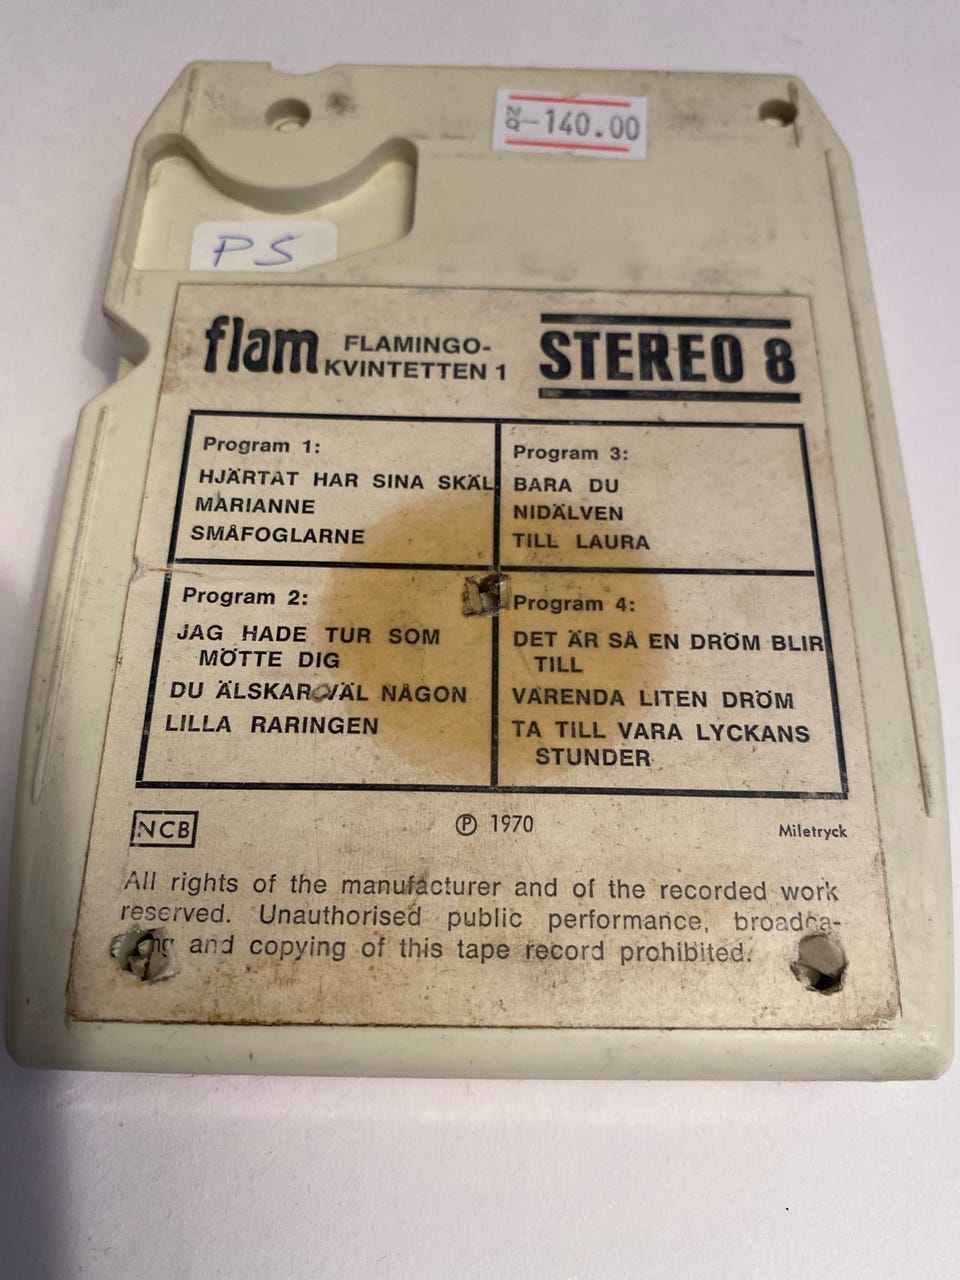 140.00
PS
flam FLAMINGO-
KVINTETTEN 1
STEREO 8
Program 1:
HJÄRTAT HAR SINA SKÄL
MARIANNE
SMÅFOGLARNE
Program 2:
JAG HADE TUR SOM
MÖTTE DIG
DU ÄLSKAR VÄL NÅGON
LILLA RARINGEN
Program 3:
BARA DU
NIDÄLVEN
TILL LAURA
Program 4:
DET ÄR SÅ EN DRÖM BLIR
TILL
VARENDA LITEN DRÖM
TA TILL VARA LYCKANS
STUNDER
NCB
Ⓟ 1970
Miletryck
All rights of the manufacturer and of the recorded work
reserved. Unauthorised public performance, broadca-
and copying of this tape record prohibited.